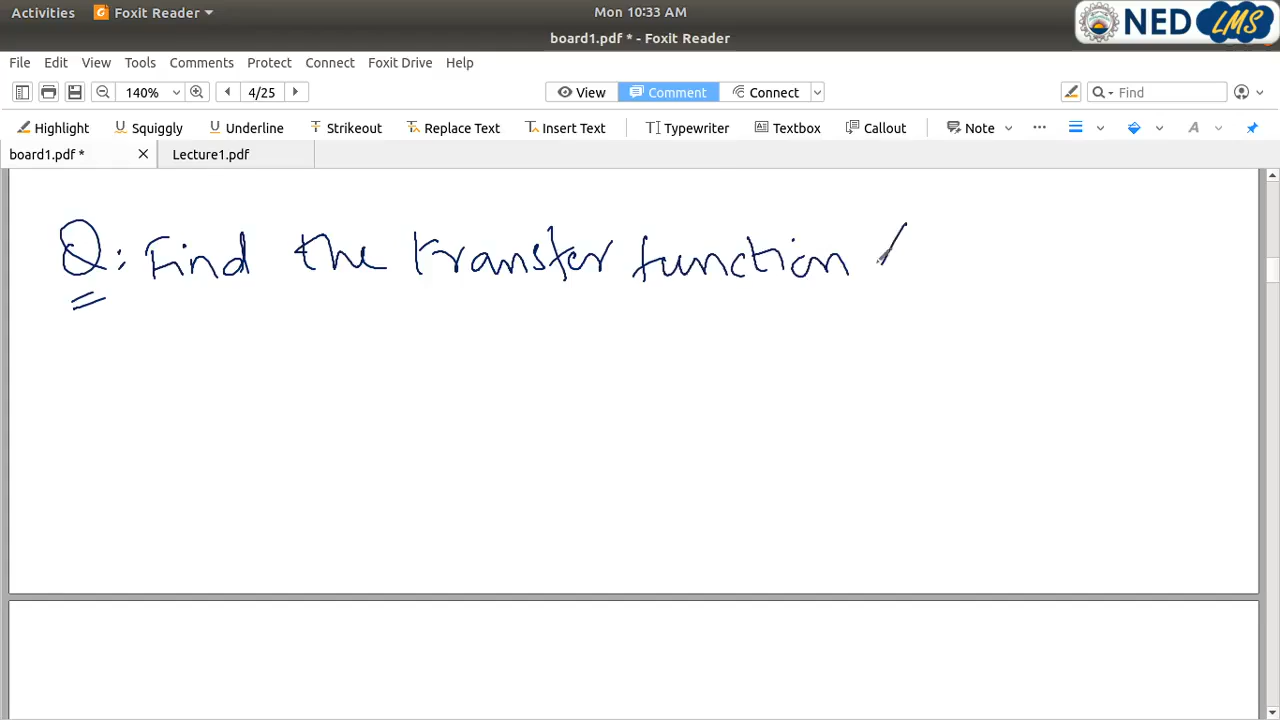 Activities Foxit Reader Mon 10:33 AM NED LMS
board1.pdf * - Foxit Reader
File Edit View Tools Comments Protect Connect Foxit Drive Help
140% 4/25 View Comment Connect Find
Highlight Squiggly Underline Strikeout Replace Text Insert Text Typewriter Textbox Callout Note ... A
board1.pdf * Lecture1.pdf
Q: Find the transfer function